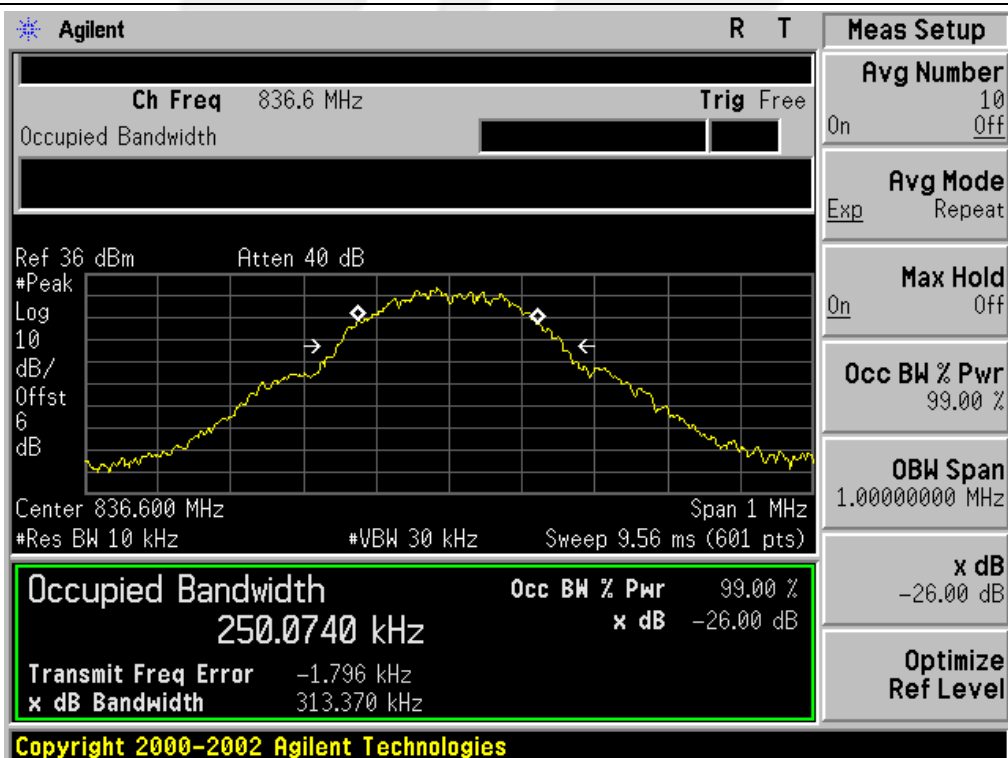 Agilent R T Meas Setup
Ch Freq 836.6 MHz Trig Free
Occupied Bandwidth
Avg Number
10
On Off
Avg Mode
Exp Repeat
Max Hold
On Off
Occ BW % Pwr
99.00 %
OBW Span
1.00000000 MHz
x dB
-26.00 dB
Optimize
Ref Level
Ref 36 dBm Atten 40 dB
#Peak
Log
10
dB/
Offst
6
dB
Center 836.600 MHz Span 1 MHz
#Res BW 10 kHz #VBW 30 kHz Sweep 9.56 ms (601 pts)
Occupied Bandwidth Occ BW % Pwr 99.00 %
250.0740 kHz x dB -26.00 dB
Transmit Freq Error -1.796 kHz
x dB Bandwidth 313.370 kHz
Copyright 2000-2002 Agilent Technologies